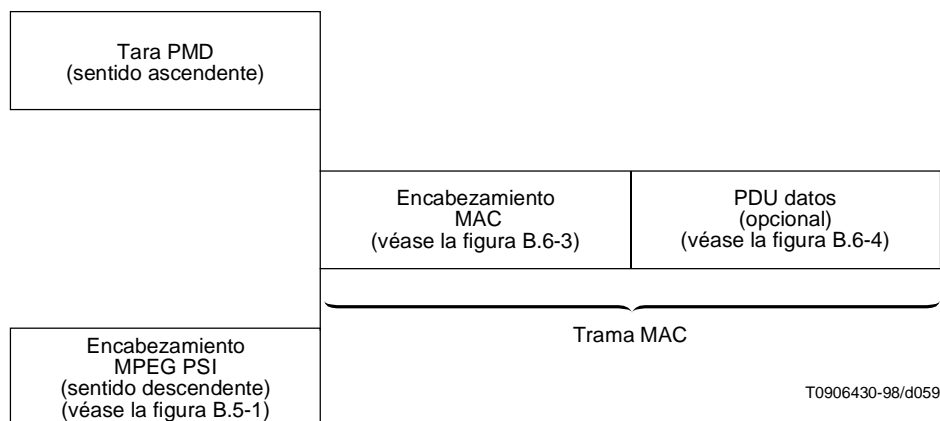 Tara PMD
(sentido ascendente)
Encabezamiento
MAC
(véase la figura B.6-3)
PDU datos
(opcional)
(véase la figura B.6-4)
Trama MAC
Encabezamiento
MPEG PSI
(sentido descendente)
(véase la figura B.5-1)
T0906430-98/d059